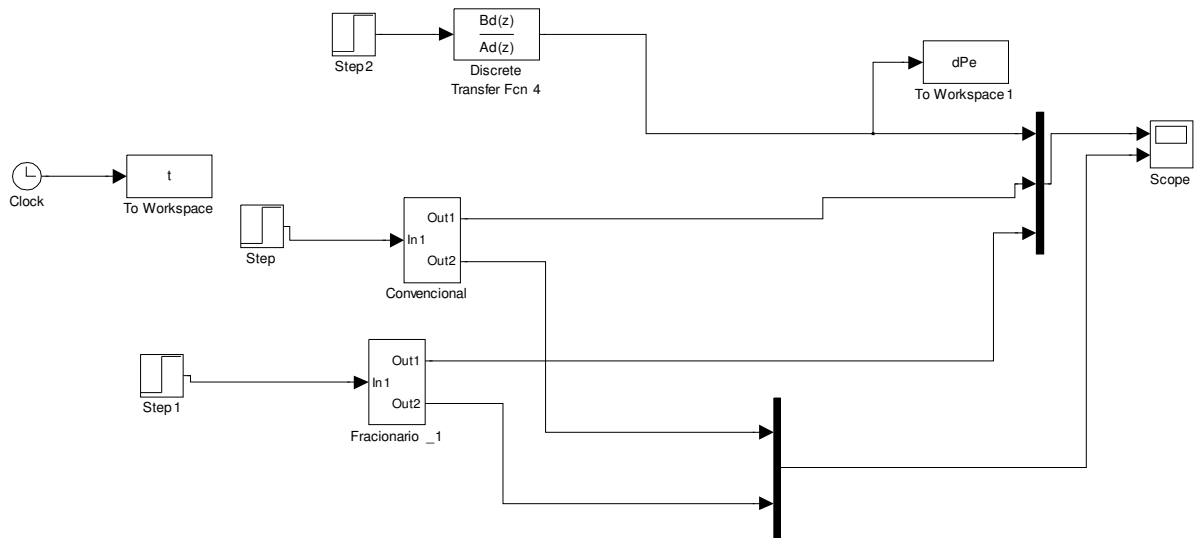 Step2
Bd(z)
Ad(z)
Discrete
Transfer Fcn 4
dPe
To Workspace1
Scope
Clock
t
To Workspace
Step
In1
Out1
Out2
Convencional
Step1
In1
Out1
Out2
Fracionario _1